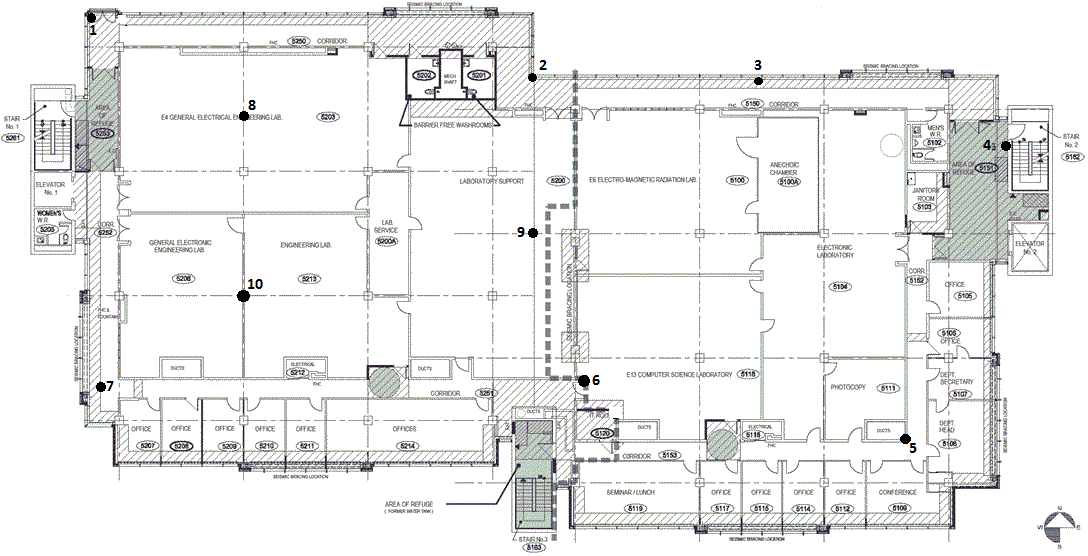 SEISMIC BRACING LOCATION
1
FHC
5250
CORRIDOR
2
3
SEISMIC BRACING LOCATION
5202
MECH
SHAFT
5201
8
E4 GENERAL ELECTRICAL ENGINEERING LAB.
5203
BARRIER FREE WASHROOMS
FHC
FHC
5150
CORRIDOR
STAIR
No. 1
5261
AREA
OF
REFUGE
5253
MEN'S
W.R.
5102
4
STAIR
No. 2
5162
AREA OF
REFUGE
5151
ANECHOIC
CHAMBER
5100A
LABORATORY SUPPORT
5200
E6 ELECTRO-MAGNETIC RADIATION LAB.
5100
JANITORS
ROOM
5103
ELEVATOR
No. 1
WOMEN'S
W.R.
5205
CORR.
5252
LAB.
SERVICE
5200A
9
GENERAL ELECTRONIC
ENGINEERING LAB
5208
ENGINEERING LAB.
5213
ELECTRONIC
LABORATORY
5104
ELEVATOR
No. 2
CORR.
5152
OFFICE
5105
10
SEISMIC BRACING LOCATION
FHC &
FOUNTAIN
SEISMIC BRACING LOCATION
5106
OFFICE
DUCTS
ELECTRICAL
5212
FHC
DUCTS
7
6
E13 COMPUTER SCIENCE LABORATORY
5118
PHOTOCOPY
5111
DEPT.
SECRETARY
5107
CORRIDOR
5251
DUCTS
5120
DUCTS
ELECTRICAL
5116
FHC
DUCTS
5
DEPT.
HEAD
5108
SEISMIC BRACING LOCATION
OFFICE
5207
OFFICE
OFFICE
5209
OFFICE
5210
OFFICE
5211
OFFICES
5214
SEISMIC BRACING LOCATION
CORRIDOR
5153
AREA OF REFUGE
( FORMER WATER TANK )
SEMINAR / LUNCH
5119
OFFICE
5117
OFFICE
5115
OFFICE
5114
OFFICE
5112
CONFERENCE
5109
SEISMIC BRACING LOCATION
STAIR No.3
5163
N
W
E
S